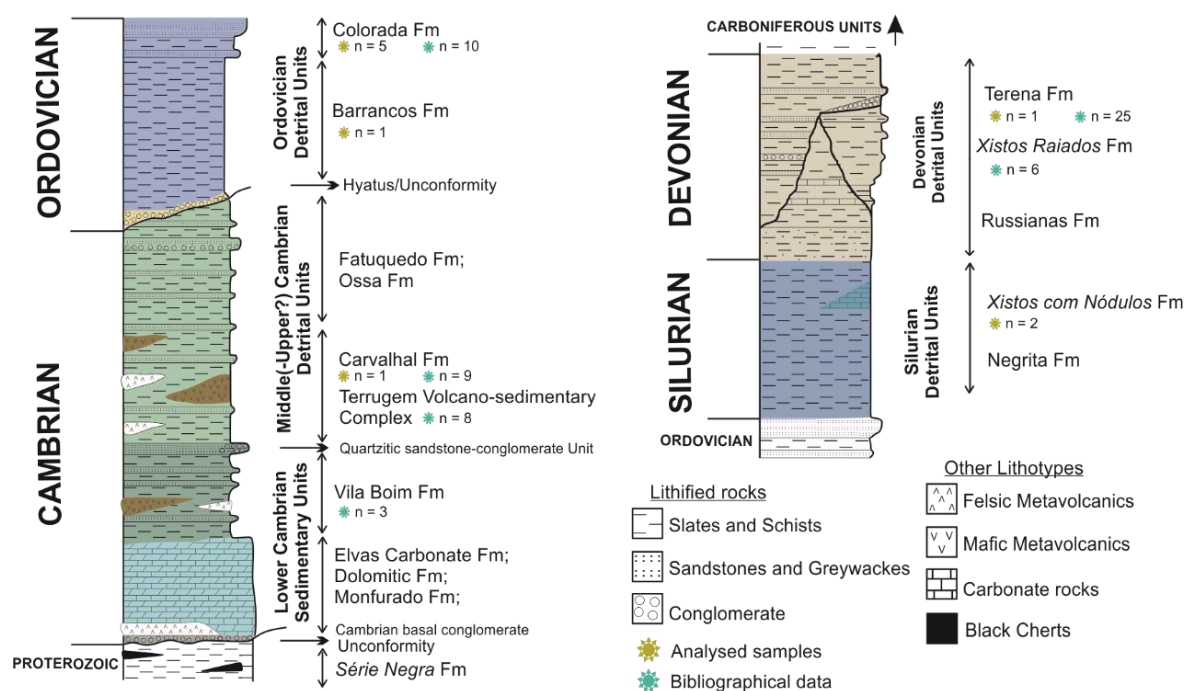 ORDOVICIAN
CAMBRIAN
PROTEROZOIC
Ordovician
Detrital Units
Middle(-Upper?) Cambrian
Detrital Units
Lower Cambrian
Sedimentary Units
Colorada Fm
n = 5 n = 10
Barrancos Fm
n = 1
Hyatus/Unconformity
Fatuquedo Fm;
Ossa Fm
Carvalhal Fm
n = 1 n = 9
Terrugem Volcano-sedimentary
Complex n = 8
Quartzitic sandstone-conglomerate Unit
Vila Boim Fm
n = 3
Elvas Carbonate Fm;
Dolomitic Fm;
Monfurado Fm;
Cambrian basal conglomerate
Unconformity
Série Negra Fm
CARBONIFEROUS UNITS
DEVONIAN
SILURIAN
ORDOVICIAN
Devonian
Detrital Units
Silurian
Detrital Units
Terena Fm
n = 1 n = 25
Xistos Raiados Fm
n = 6
Russianas Fm
Xistos com Nódulos Fm
n = 2
Negrita Fm
Lithified rocks
Slates and Schists
Sandstones and Greywackes
Conglomerate
Analysed samples
Bibliographical data
Other Lithotypes
Felsic Metavolcanics
Mafic Metavolcanics
Carbonate rocks
Black Cherts